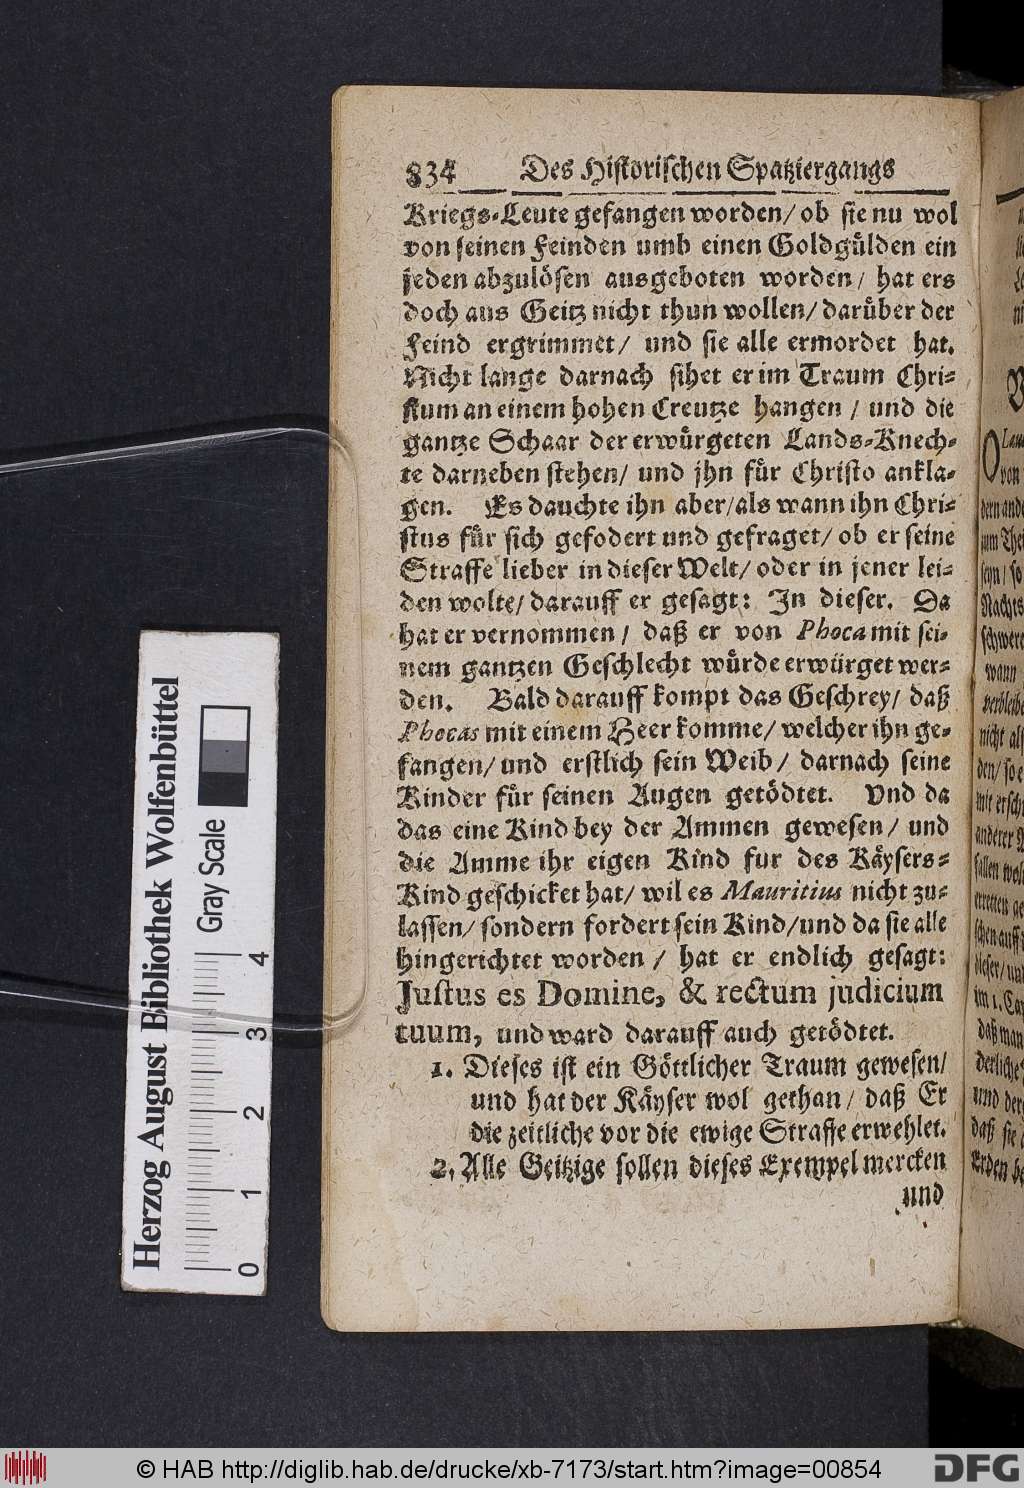 834 Des Historischen Spatziergangs
Kriegs-Leute gefangen worden/ ob sie nu wol
von seinen Feinden umb einen Goldgülden ein
jeden abzulösen ausgeboten worden/ hat ers
doch aus Geitz nicht thun wollen/ darüber der
Feind ergrimmet/ und sie alle ermordet hat.
Nicht lange darnach sihet er im Traum Chri-
stum an einem hohen Creutze hangen / und die
gantze Schaar der erwürgeten Lands-Knech-
te darneben stehen/ und jhn für Christo ankla-
gen. Es dauchte ihn aber/als wann ihn Chri-
stus für sich gefodert und gefraget/ ob er seine
Straffe lieber in dieser Welt/ oder in jener lei-
den wolte/ darauff er gesagt: In dieser. Da
hat er vernommen / daß er von Phoca mit sei-
nem gantzen Geschlecht würde erwürget wer-
den. Bald darauff kompt das Geschrey/ daß
Phocas mit einem Heer komme/ welcher ihn ge-
fangen/ und erstlich sein Weib / darnach seine
Kinder für seinen Augen getödtet. Und da
das eine Kind bey der Ammen gewesen/ und
die Amme ihr eigen Kind fur des Käysers-
Kind geschicket hat/ wil es Mauritius nicht zu-
lassen/ sondern fordert sein Kind/und da sie alle
hingerichtet worden / hat er endlich gesagt:
Justus es Domine, & rectum judicium
tuum, und ward darauff auch getödtet.
1. Dieses ist ein Göttlicher Traum gewesen/
und hat der Käyser wol gethan/ daß Er
die zeitliche vor die ewige Straffe erwehlet.
2. Alle Geitzige sollen dieses Exempel mercken
und
Herzog August Bibliothek Wolfenbüttel
Gray Scale
0 1 2 3 4
© HAB http://diglib.hab.de/drucke/xb-7173/start.htm?image=00854
DFG